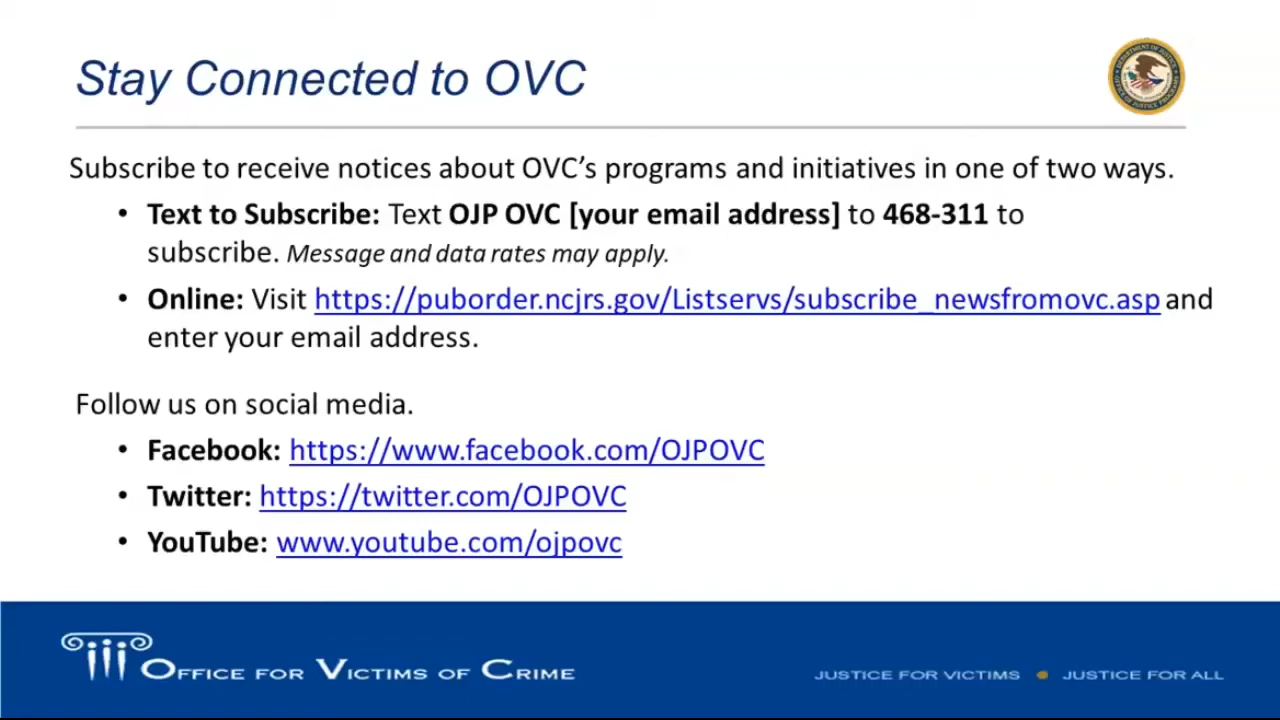 Stay Connected to OVC
Subscribe to receive notices about OVC’s programs and initiatives in one of two ways.
• Text to Subscribe: Text OJP OVC [your email address] to 468-311 to
subscribe. Message and data rates may apply.
• Online: Visit https://puborder.ncjrs.gov/Listservs/subscribe_newsfromovc.asp and
enter your email address.
Follow us on social media.
• Facebook: https://www.facebook.com/OJPOVC
• Twitter: https://twitter.com/OJPOVC
• YouTube: www.youtube.com/ojpovc
OFFICE FOR VICTIMS OF CRIME
JUSTICE FOR VICTIMS • JUSTICE FOR ALL